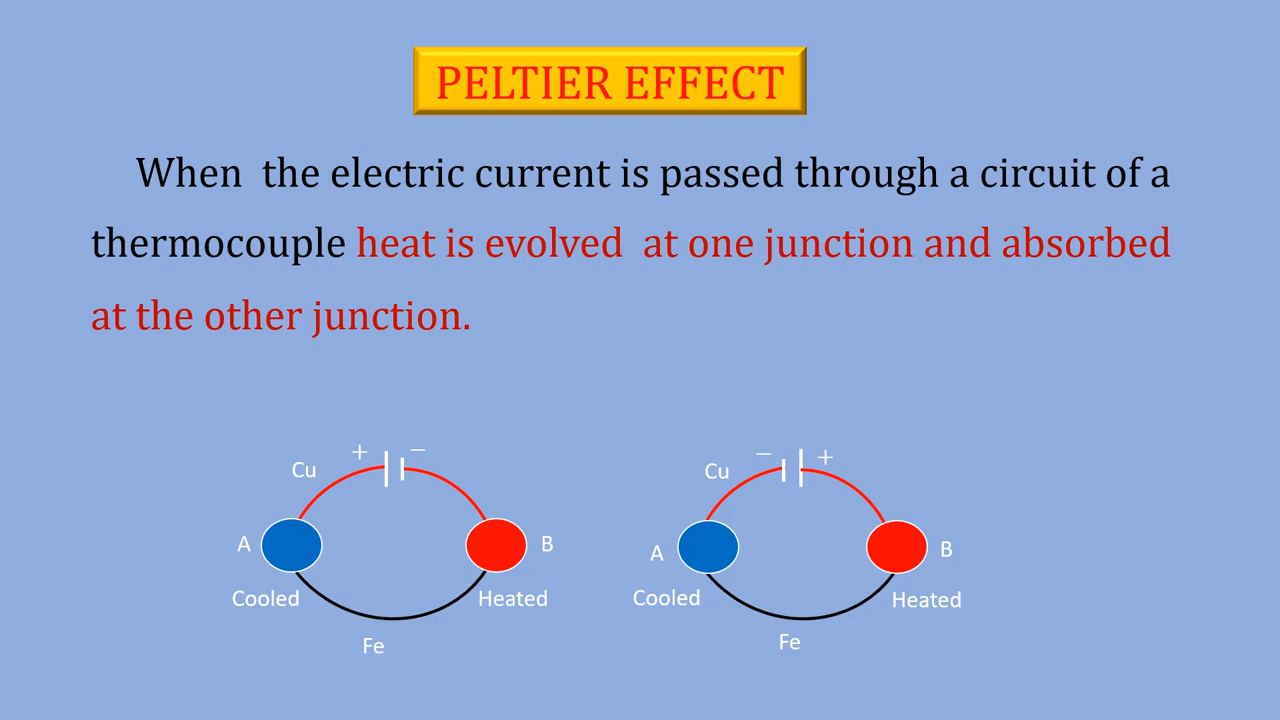 PELTIER EFFECT
When the electric current is passed through a circuit of a
thermocouple heat is evolved at one junction and absorbed
at the other junction.
+ −
Cu
A
B
Cooled
Heated
Fe
− +
Cu
A
B
Cooled
Heated
Fe